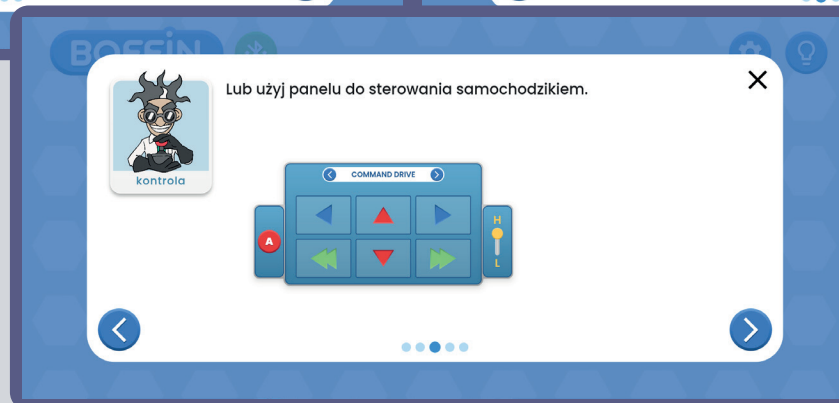 BOSSIN
Lub użyj panelu do sterowania samochodzikiem.
kontrola
COMMAND DRIVE
A
H
L